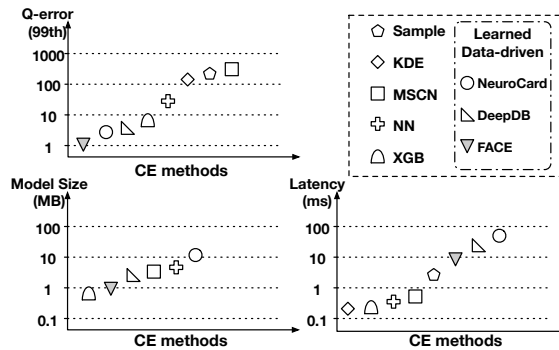 Q-error
(99th)
1000
100
10
1
CE methods
Sample
KDE
MSCN
NN
XGB
Learned
Data-driven
NeuroCard
DeepDB
FACE
Model Size
(MB)
100
10
1
0.1
CE methods
Latency
(ms)
100
10
1
0.1
CE methods